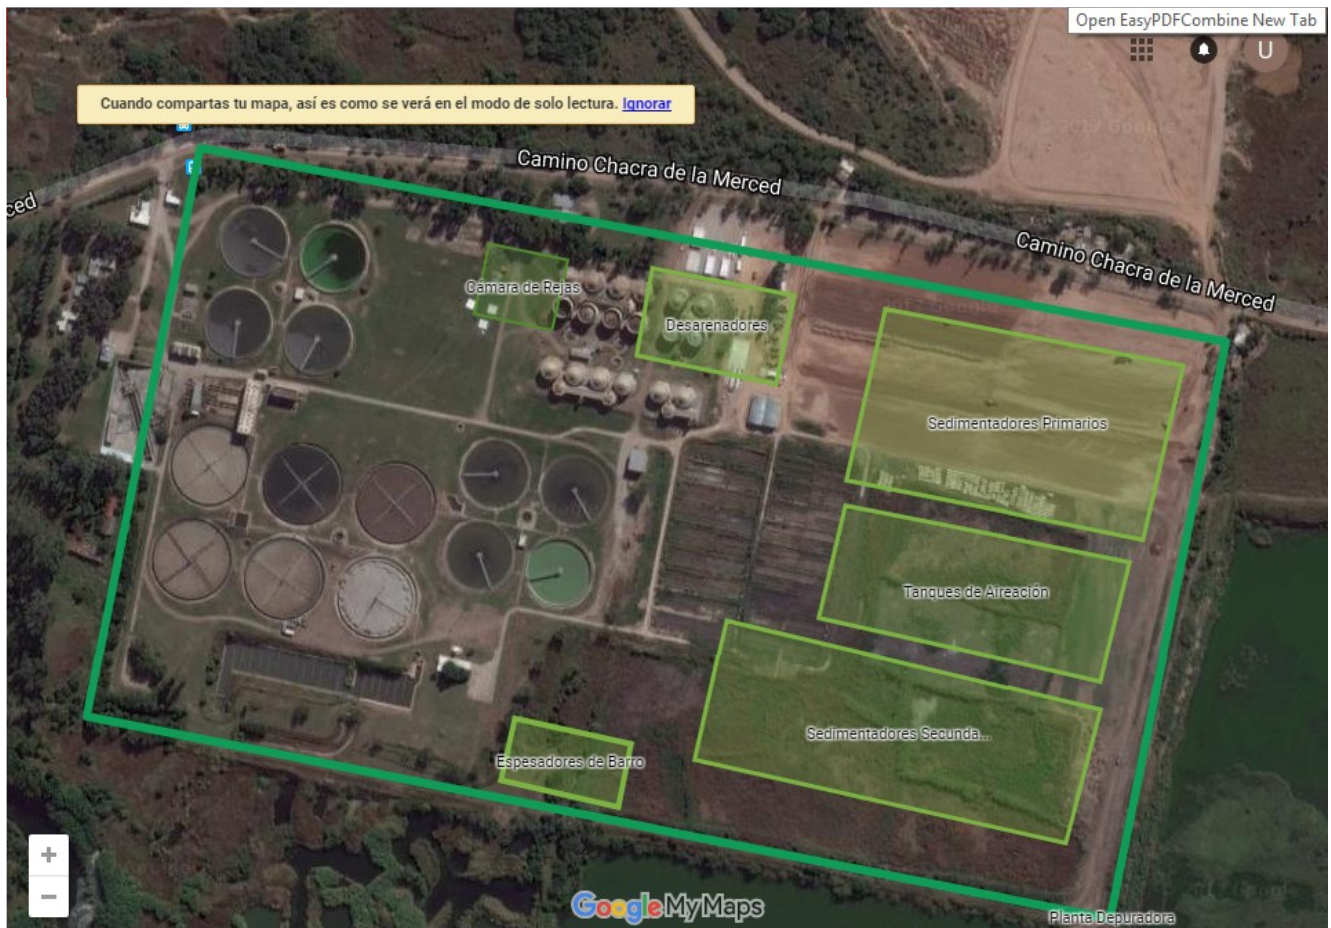 Open EasyPDFCombine New Tab
U
Cuando compartas tu mapa, así es como se verá en el modo de solo lectura. Ignorar
Camino Chacra de la Merced
ced
Camino Chacra de la Merced
Cámara de Rejas
Desarenadores
Sedimentadores Primarios
Tanques de Aireación
Sedimentadores Secunda...
Espesadores de Barro
+
−
Google My Maps
Planta Depuradora